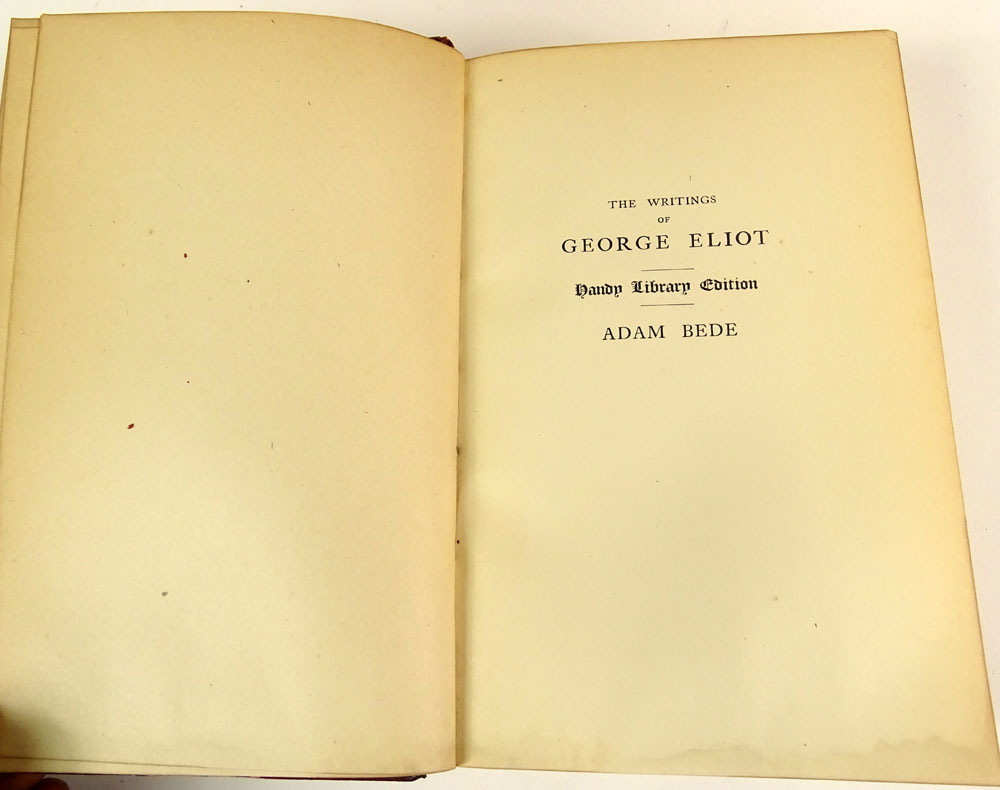 THE WRITINGS
OF
GEORGE ELIOT
Handy Library Edition
ADAM BEDE